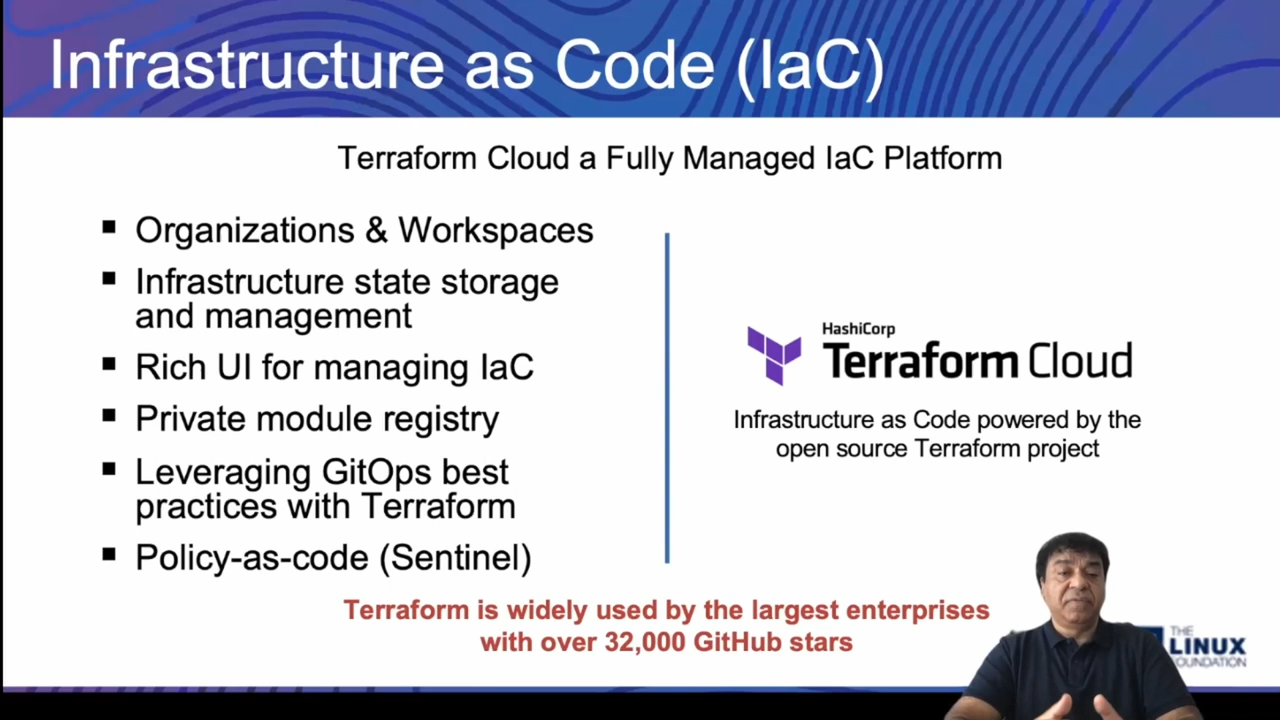 Infrastructure as Code (IaC)
Terraform Cloud a Fully Managed IaC Platform
▪ Organizations & Workspaces
▪ Infrastructure state storage
and management
▪ Rich UI for managing IaC
▪ Private module registry
▪ Leveraging GitOps best
practices with Terraform
▪ Policy-as-code (Sentinel)
HashiCorp
Terraform Cloud
Infrastructure as Code powered by the
open source Terraform project
Terraform is widely used by the largest enterprises
with over 32,000 GitHub stars
THE
LINUX
OUNDATION